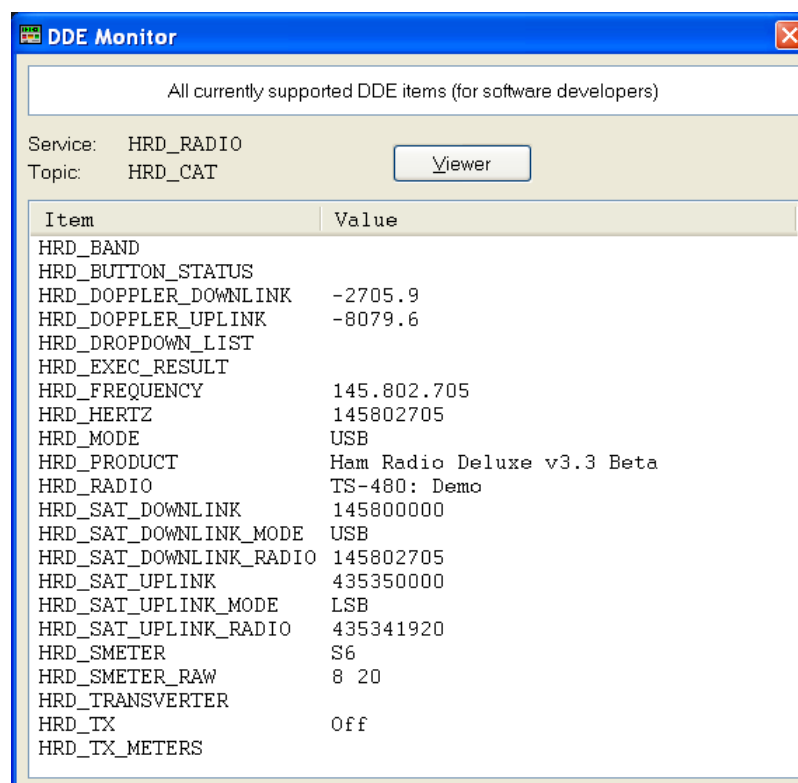 DDE Monitor
All currently supported DDE items (for software developers)
Service: HRD_RADIO
Topic: HRD_CAT
Viewer
Item Value
HRD_BAND
HRD_BUTTON_STATUS
HRD_DOPPLER_DOWNLINK -2705.9
HRD_DOPPLER_UPLINK -8079.6
HRD_DROPDOWN_LIST
HRD_EXEC_RESULT
HRD_FREQUENCY 145.802.705
HRD_HERTZ 145802705
HRD_MODE USB
HRD_PRODUCT Ham Radio Deluxe v3.3 Beta
HRD_RADIO TS-480: Demo
HRD_SAT_DOWNLINK 145800000
HRD_SAT_DOWNLINK_MODE USB
HRD_SAT_DOWNLINK_RADIO 145802705
HRD_SAT_UPLINK 435350000
HRD_SAT_UPLINK_MODE LSB
HRD_SAT_UPLINK_RADIO 435341920
HRD_SMETER S6
HRD_SMETER_RAW 8 20
HRD_TRANSVERTER
HRD_TX Off
HRD_TX_METERS